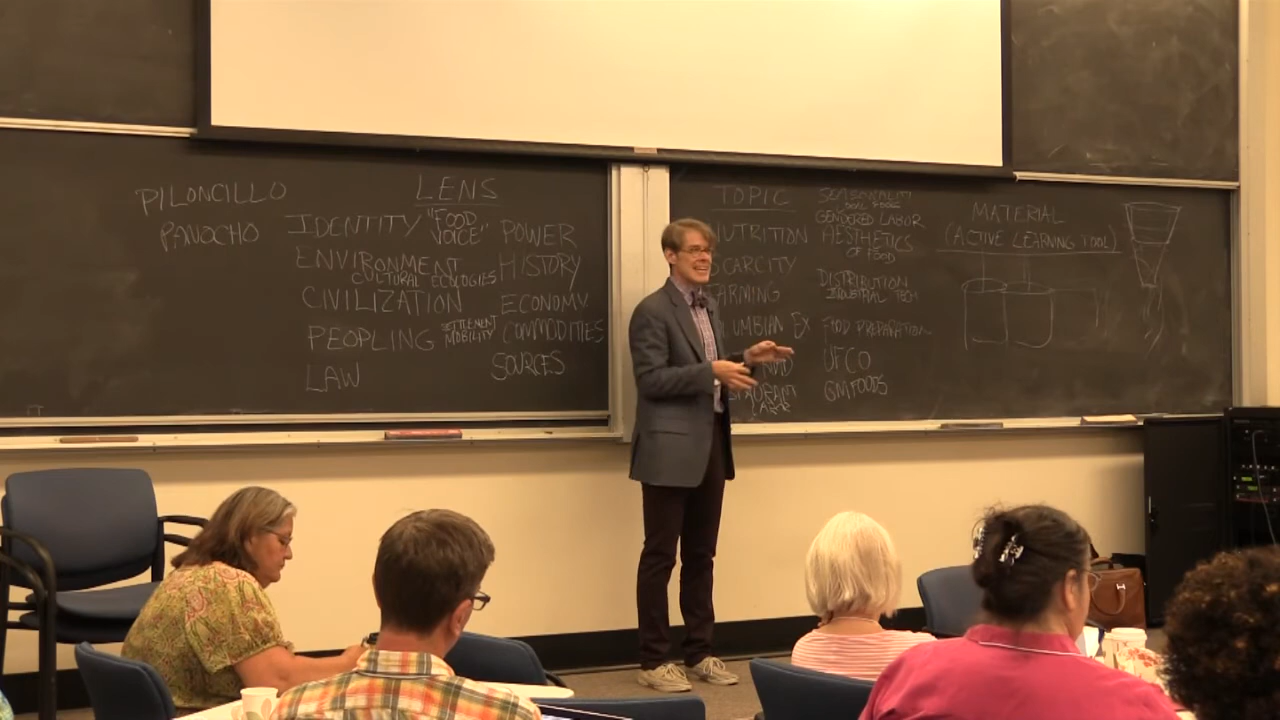 PILONCILLO
PANOCHO
LENS
IDENTITY "FOOD VOICE"
ENVIRONMENT
CULTURAL ECOLOGIES
CIVILIZATION
PEOPLING SETTLEMENT MOBILITY
LAW
POWER
HISTORY
ECONOMY
COMMODITIES
SOURCES
TOPIC
NUTRITION
SCARCITY
ARMING
UMBIAN EX
LABOR
SEASONALITY
GENDERED LABOR
AESTHETICS
OF FOOD
DISTRIBUTION
INDUSTRIAL TECH
FOOD PREPARATION
UFCO
GM FOODS
MATERIAL
(ACTIVE LEARNING TOOL)